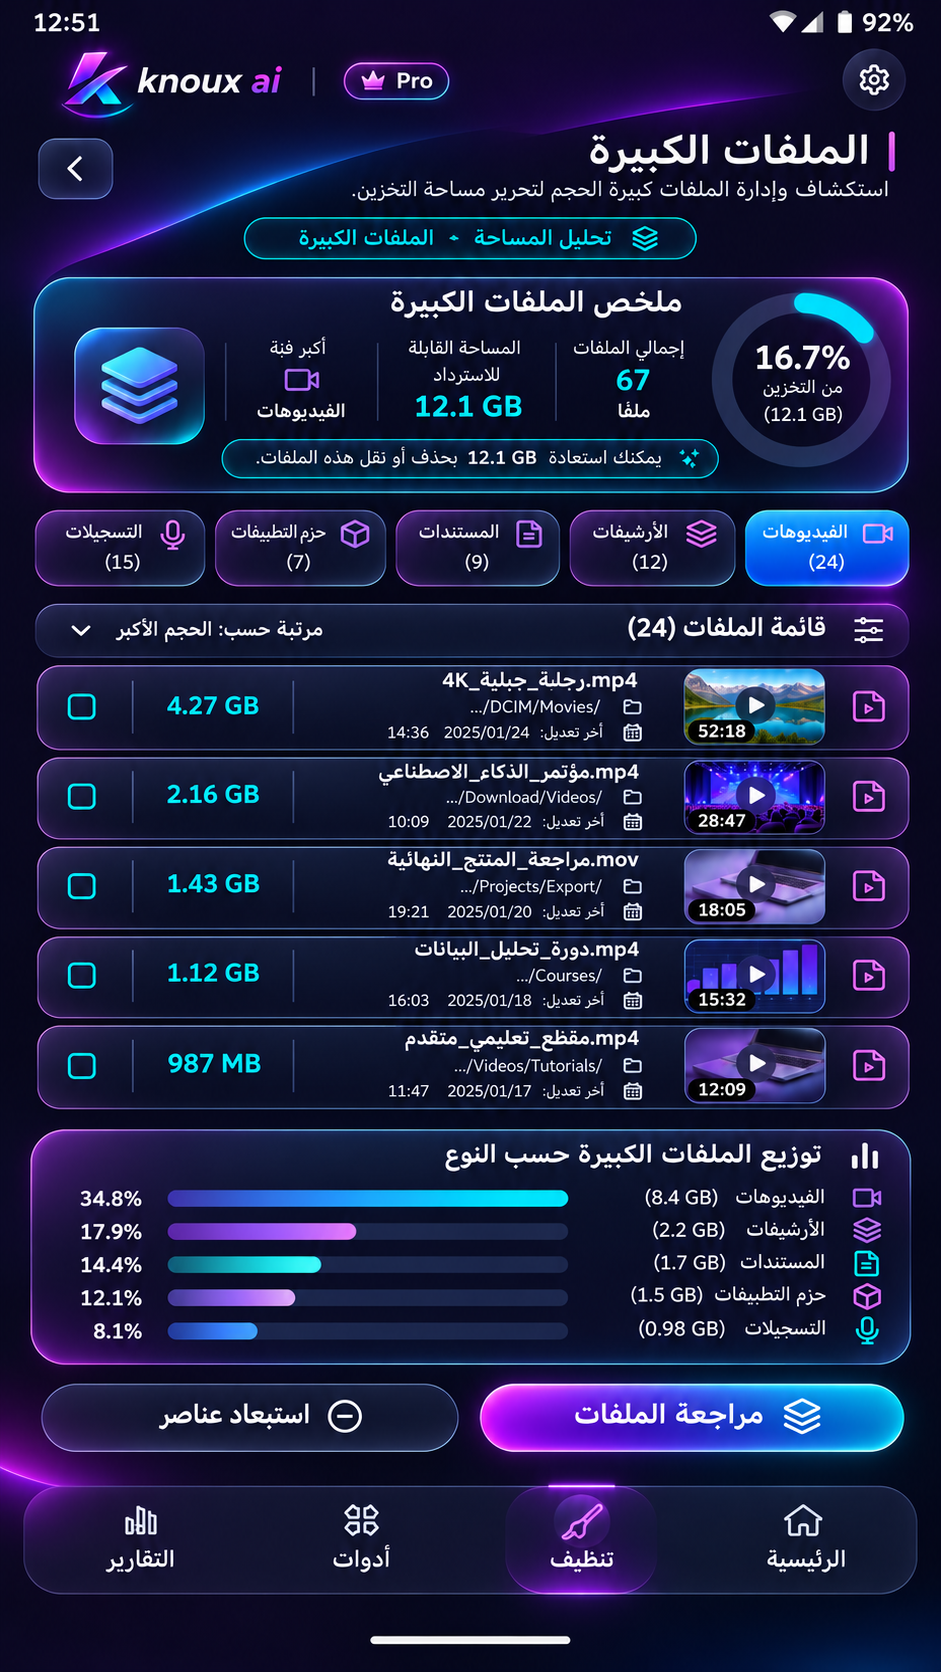 12:51 92%
knoux ai | Pro
الملفات الكبيرة
استكشاف وإدارة الملفات كبيرة الحجم لتحرير مساحة التخزين.
تحليل المساحة - الملفات الكبيرة
ملخص الملفات الكبيرة
16.7%
من التخزين
(12.1 GB)
إجمالي الملفات
67
ملفًا
المساحة القابلة
للاسترداد
12.1 GB
أكبر فئة
الفيديوهات
يمكنك استعادة 12.1 GB بحذف أو نقل هذه الملفات.
الفيديوهات
(24)
الأرشيفات
(12)
المستندات
(9)
حزم التطبيقات
(7)
التسجيلات
(15)
قائمة الملفات (24)
مرتبة حسب: الحجم الأكبر
52:18
رجلية_جبلية_4K.mp4
/DCIM/Movies/...
أخر تعديل: 2025/01/24 14:36
4.27 GB
28:47
مؤتمر_الذكاء_الاصطناعي.mp4
/Download/Videos/...
أخر تعديل: 2025/01/22 10:09
2.16 GB
18:05
مراجعة_المنتج_النهائية.mov
/Projects/Export/...
أخر تعديل: 2025/01/20 19:21
1.43 GB
15:32
دورة_تحليل_البيانات.mp4
/Courses/...
أخر تعديل: 2025/01/18 16:03
1.12 GB
12:09
مقطع_تعليمي_متقدم.mp4
/Videos/Tutorials/...
أخر تعديل: 2025/01/17 11:47
987 MB
توزيع الملفات الكبيرة حسب النوع
الفيديوهات (8.4 GB) 34.8%
الأرشيفات (2.2 GB) 17.9%
المستندات (1.7 GB) 14.4%
حزم التطبيقات (1.5 GB) 12.1%
التسجيلات (0.98 GB) 8.1%
مراجعة الملفات
استبعاد عناصر
الرئيسية
تنظيف
أدوات
التقارير